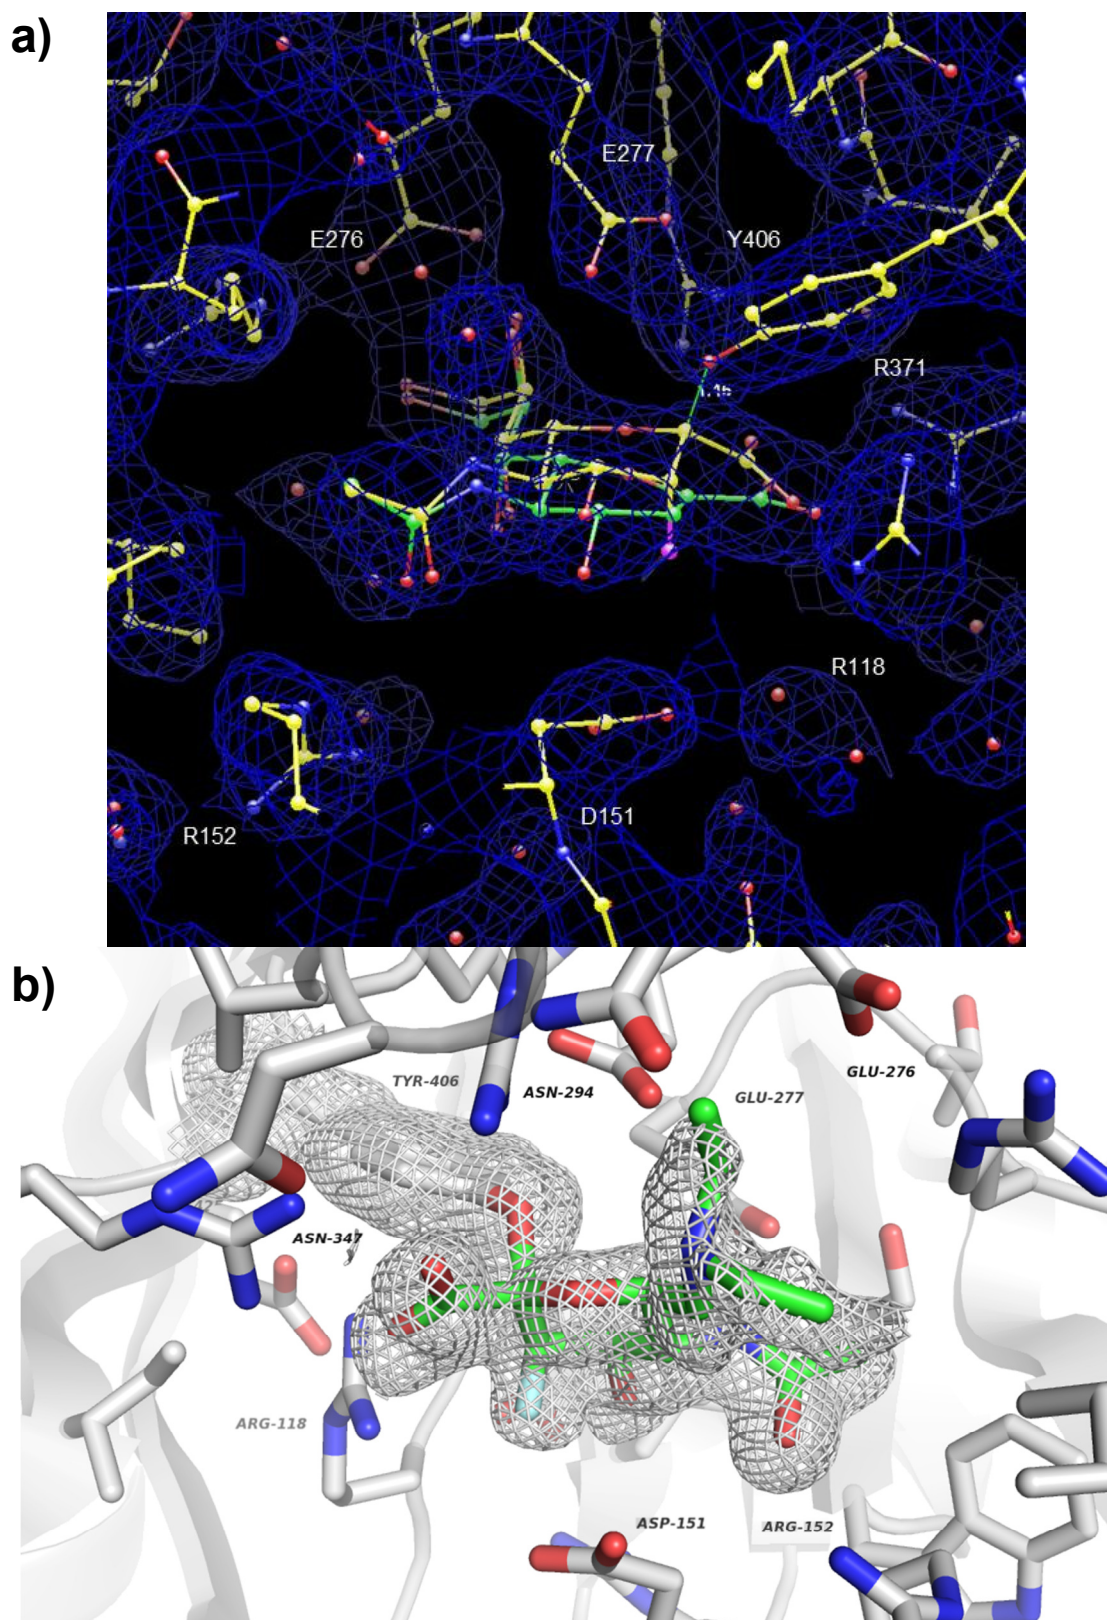 a)
E277
E276
Y406
R371
R118
D151
R152
b)
TYR-406
ASN-294
GLU-277
GLU-276
ASN-347
ARG-118
ASP-151
ARG-152